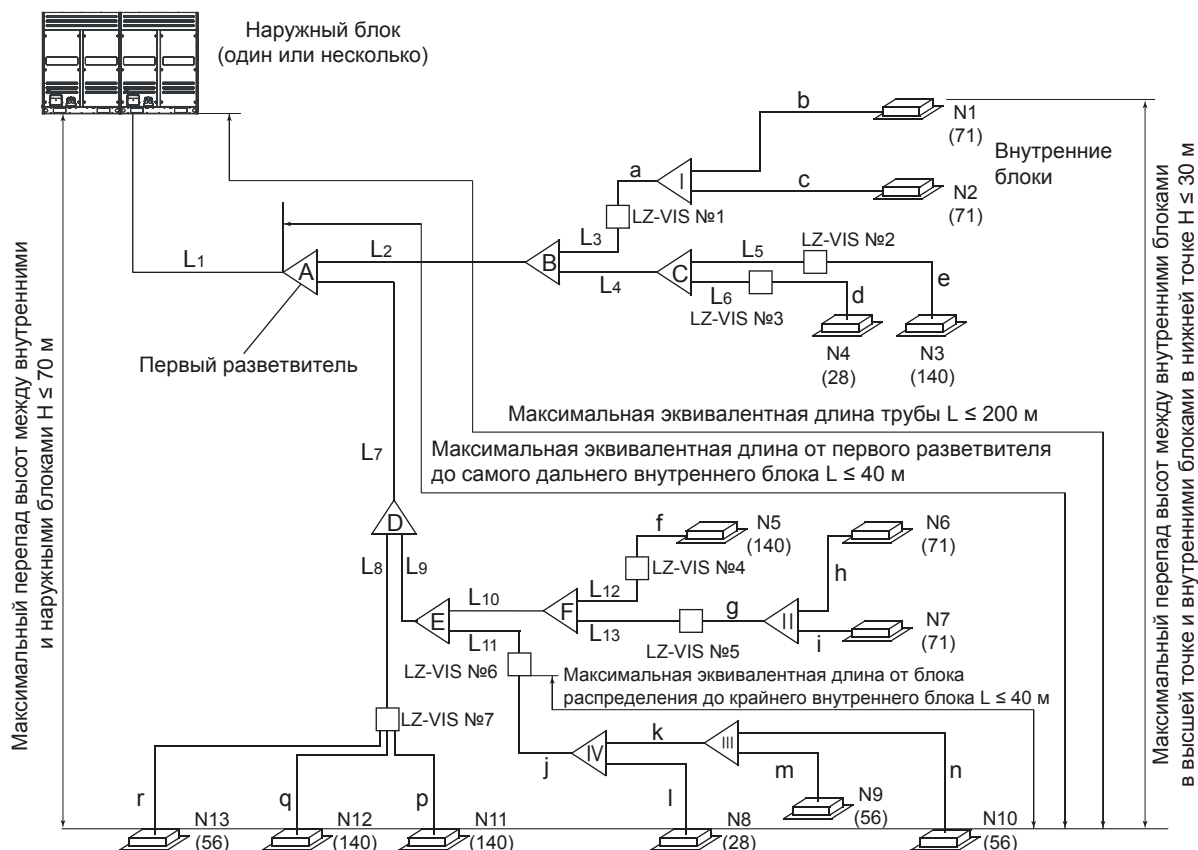 Наружный блок
(один или несколько)
b
N1
(71)
Внутренние
блоки
a
I
c
N2
(71)
LZ-VIS №1
L3
L2
L1
A
B
L4
C
L5
LZ-VIS №2
e
L6
d
LZ-VIS №3
N4
(28)
N3
(140)
Первый разветвитель
Максимальная эквивалентная длина трубы L ≤ 200 м
Максимальная эквивалентная длина от первого разветвителя
до самого дальнего внутреннего блока L ≤ 40 м
L7
D
L8
L9
f
N5
(140)
N6
(71)
LZ-VIS №4
h
L10
L12
E
F
g
II
N7
(71)
L11
L13
i
LZ-VIS №5
LZ-VIS №6
Максимальная эквивалентная длина от блока
распределения до крайнего внутреннего блока L ≤ 40 м
LZ-VIS №7
k
III
IV
j
m
n
r
q
p
l
N9
(56)
N13
(56)
N12
(140)
N11
(140)
N8
(28)
N10
(56)
Максимальный перепад высот между внутренними
и наружными блоками H ≤ 70 м
Максимальный перепад высот между внутренними блоками
в высшей точке и внутренними блоками в нижней точке H ≤ 30 м